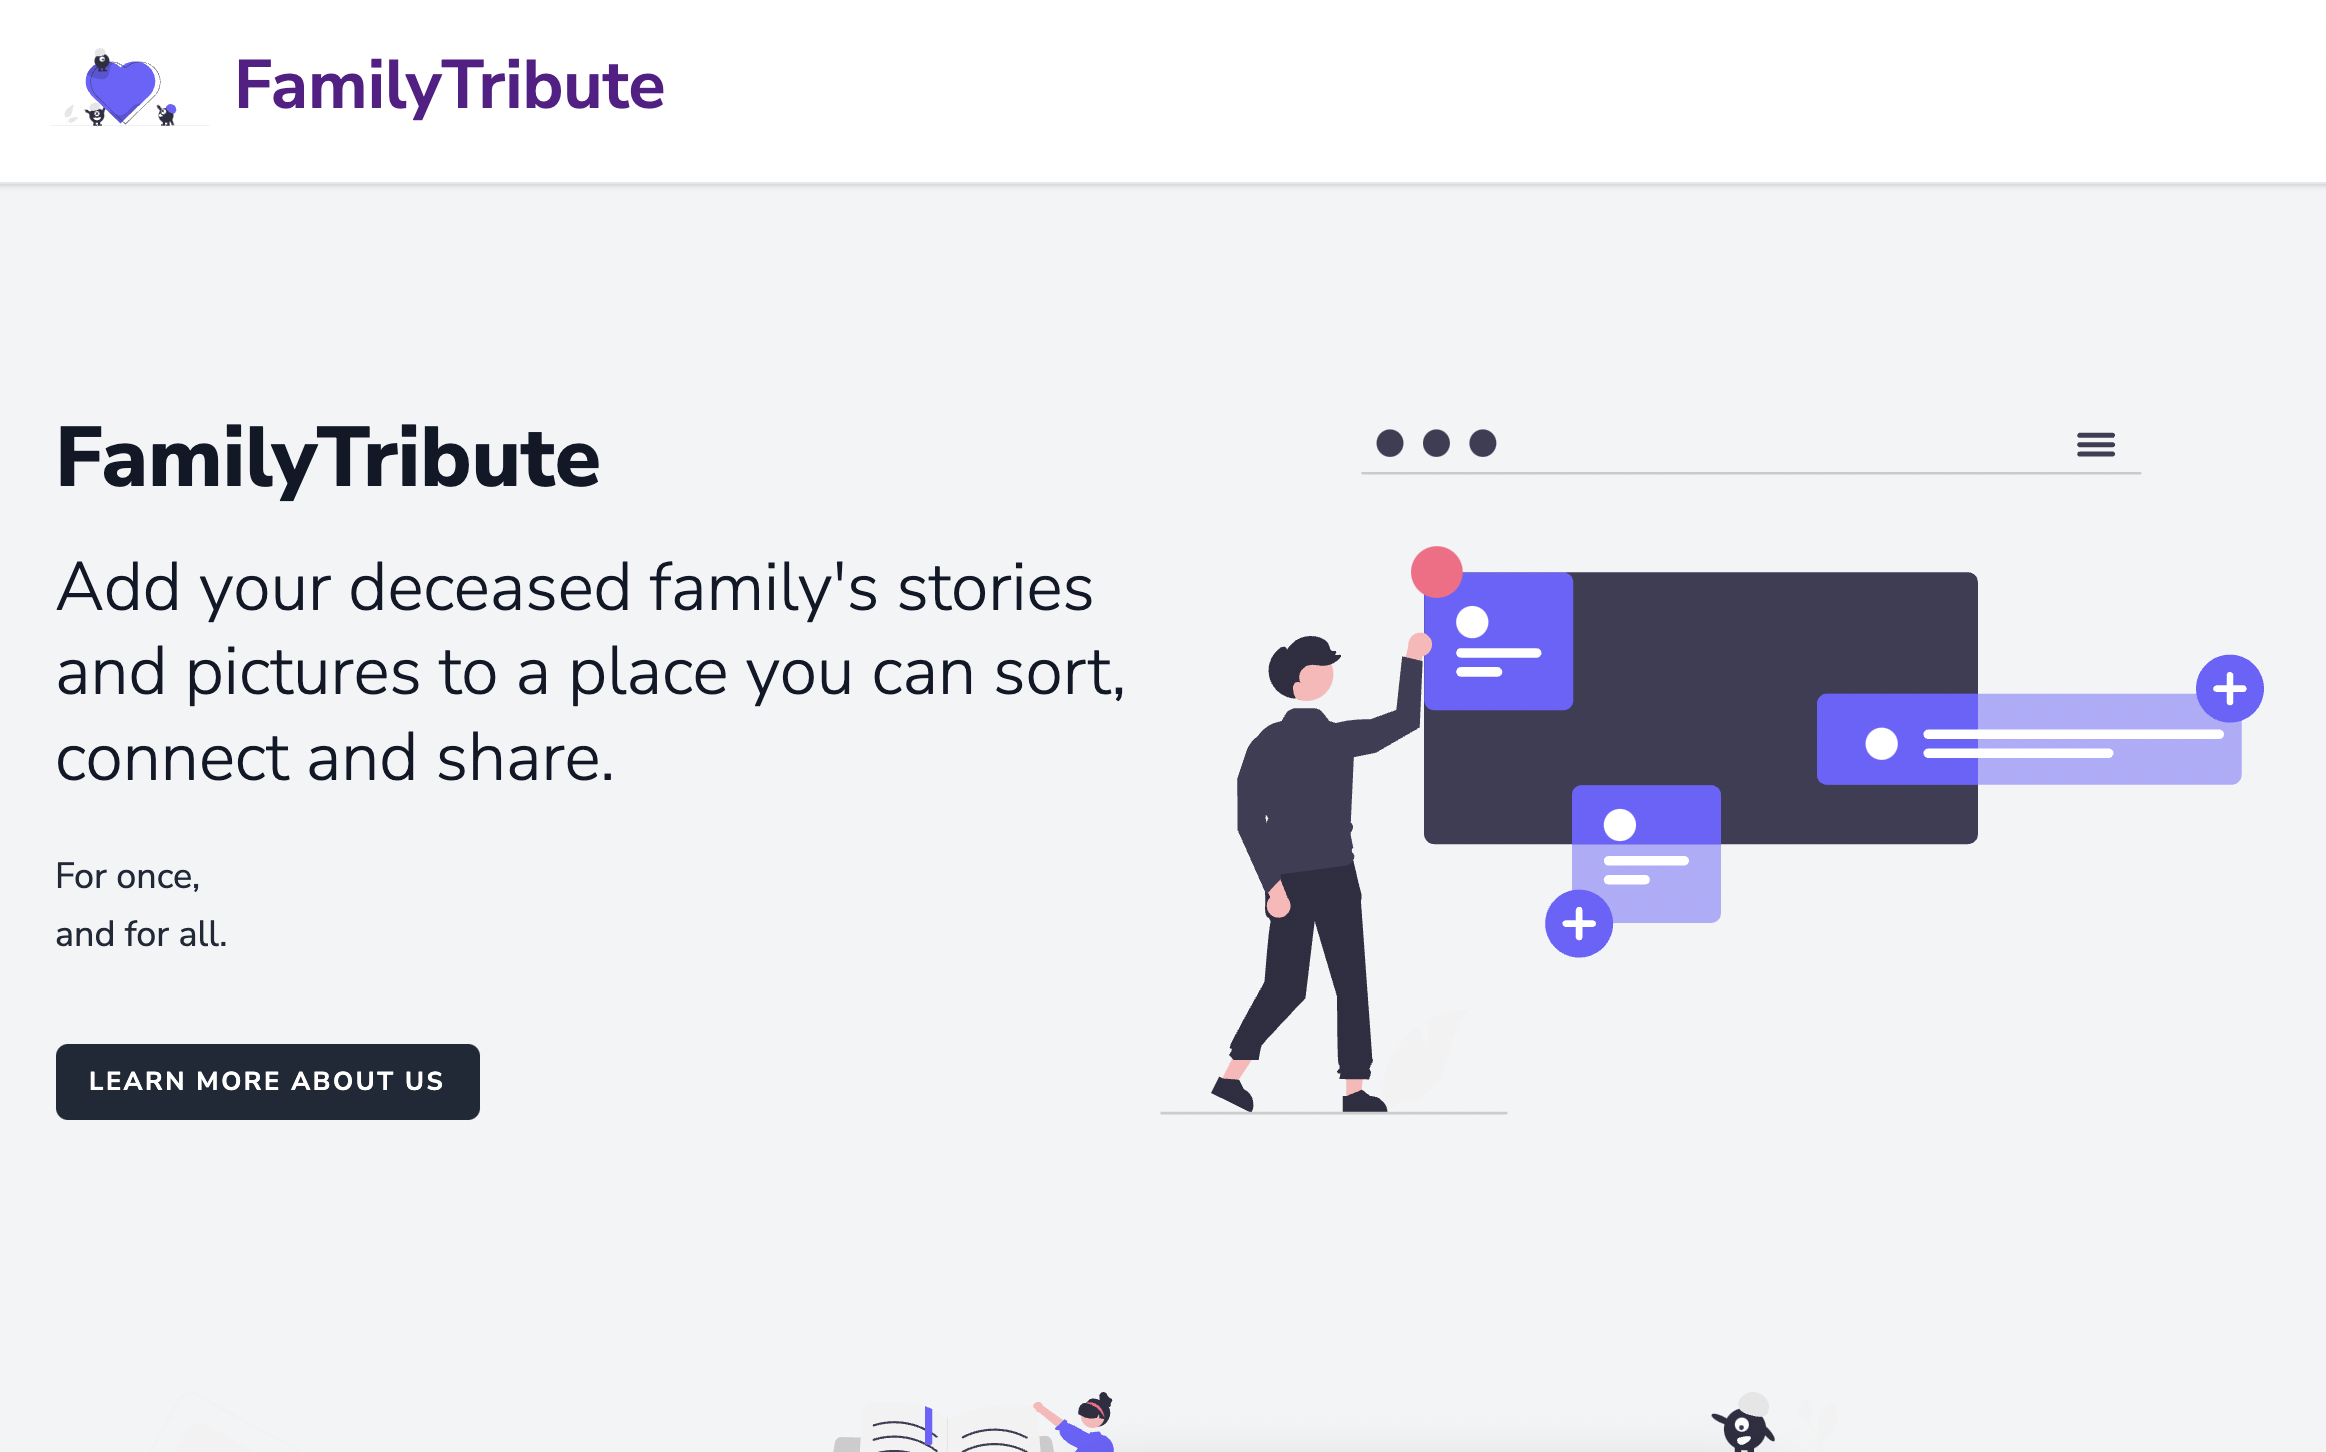 FamilyTribute
FamilyTribute
Add your deceased family's stories
and pictures to a place you can sort,
connect and share.
For once,
and for all.
LEARN MORE ABOUT US